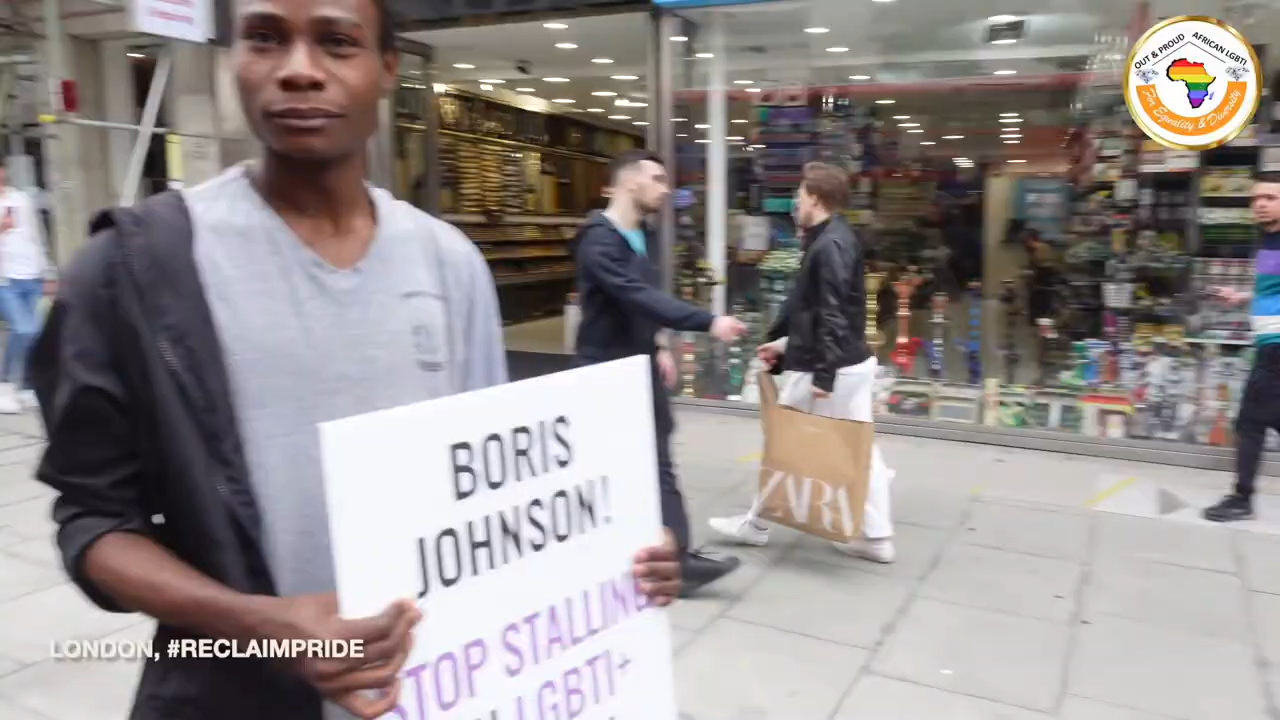 OUT & PROUD AFRICAN LGBTI
For Equality & Diversity
BORIS
JOHNSON!
STOP STALLING
LGBTI+
ZARA
LONDON, #RECLAIMPRIDE